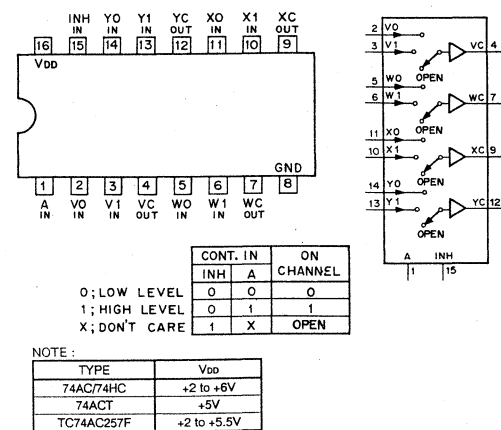 INH Y0 Y1 YC X0 X1 XC
IN IN IN OUT IN IN OUT
16 15 14 13 12 11 10 9
VDD
GND
1 2 3 4 5 6 7 8
A V0 V1 VC W0 W1 WC
IN IN IN OUT IN IN OUT
2 V0
3 V1 VC 4
OPEN
5 W0
6 W1 WC 7
OPEN
11 X0
10 X1 XC 9
OPEN
14 Y0
13 Y1 YC 12
OPEN
A INH
1 15
CONT. IN ON
INH A CHANNEL
0; LOW LEVEL 0 0 0
1; HIGH LEVEL 0 1 1
X; DON'T CARE 1 X OPEN
NOTE :
TYPE VDD
74AC/74HC +2 to +6V
74ACT +5V
TC74AC257F +2 to +5.5V